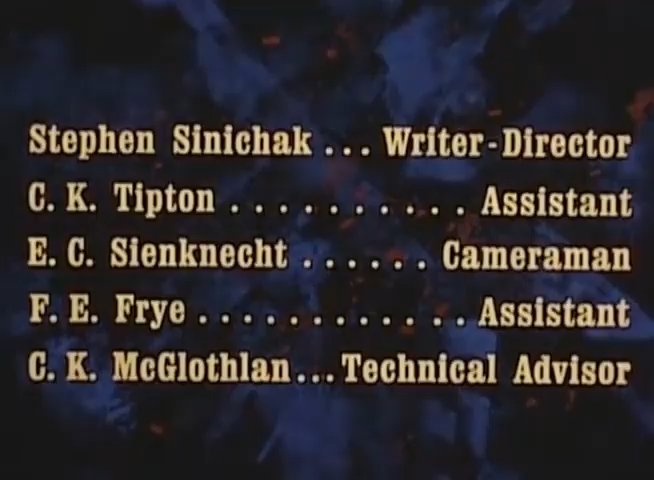 Stephen Sinichak ... Writer-Director
C. K. Tipton . . . . . . . . . . Assistant
E. C. Sienknecht . . . . . . Cameraman
F. E. Frye . . . . . . . . . . . . Assistant
C. K. McGlothlan ... Technical Advisor